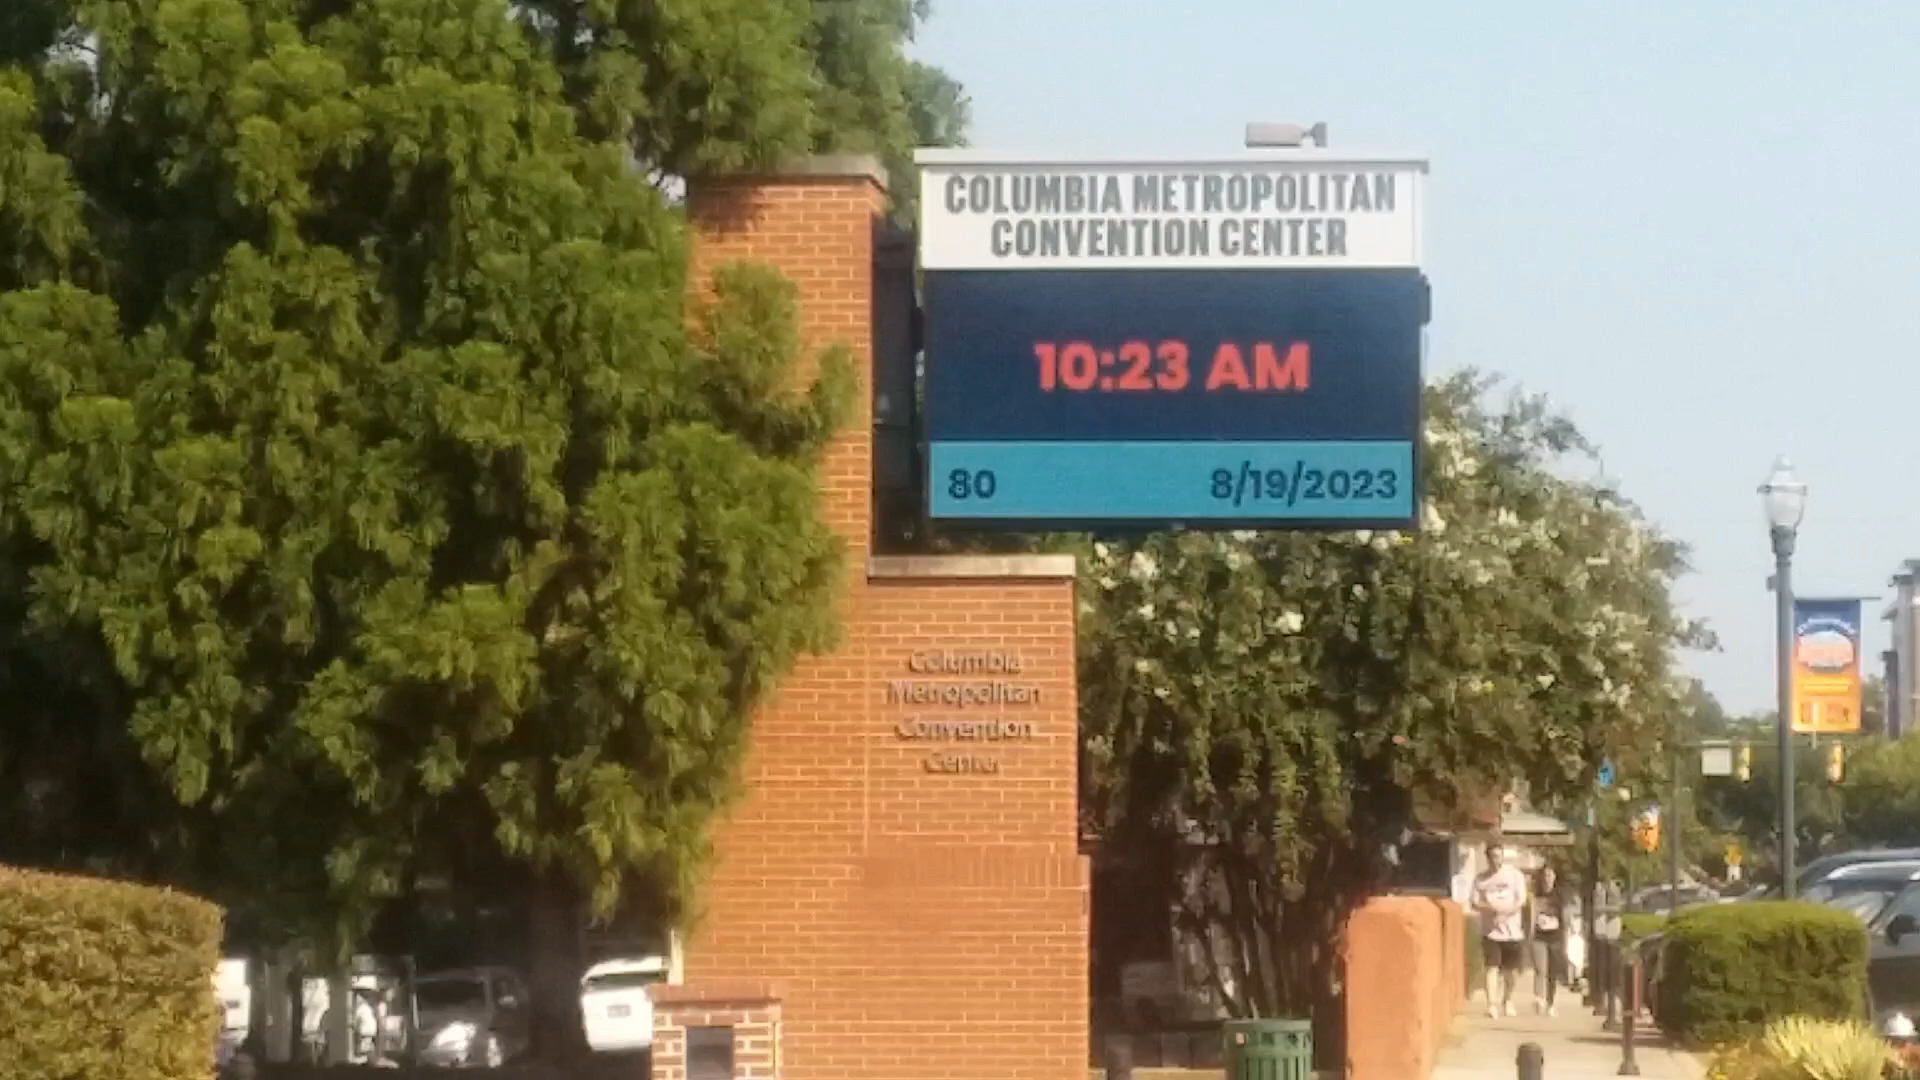 COLUMBIA METROPOLITAN
CONVENTION CENTER
10:23 AM
80 8/19/2023
Columbia
Metropolitan
Convention
Center